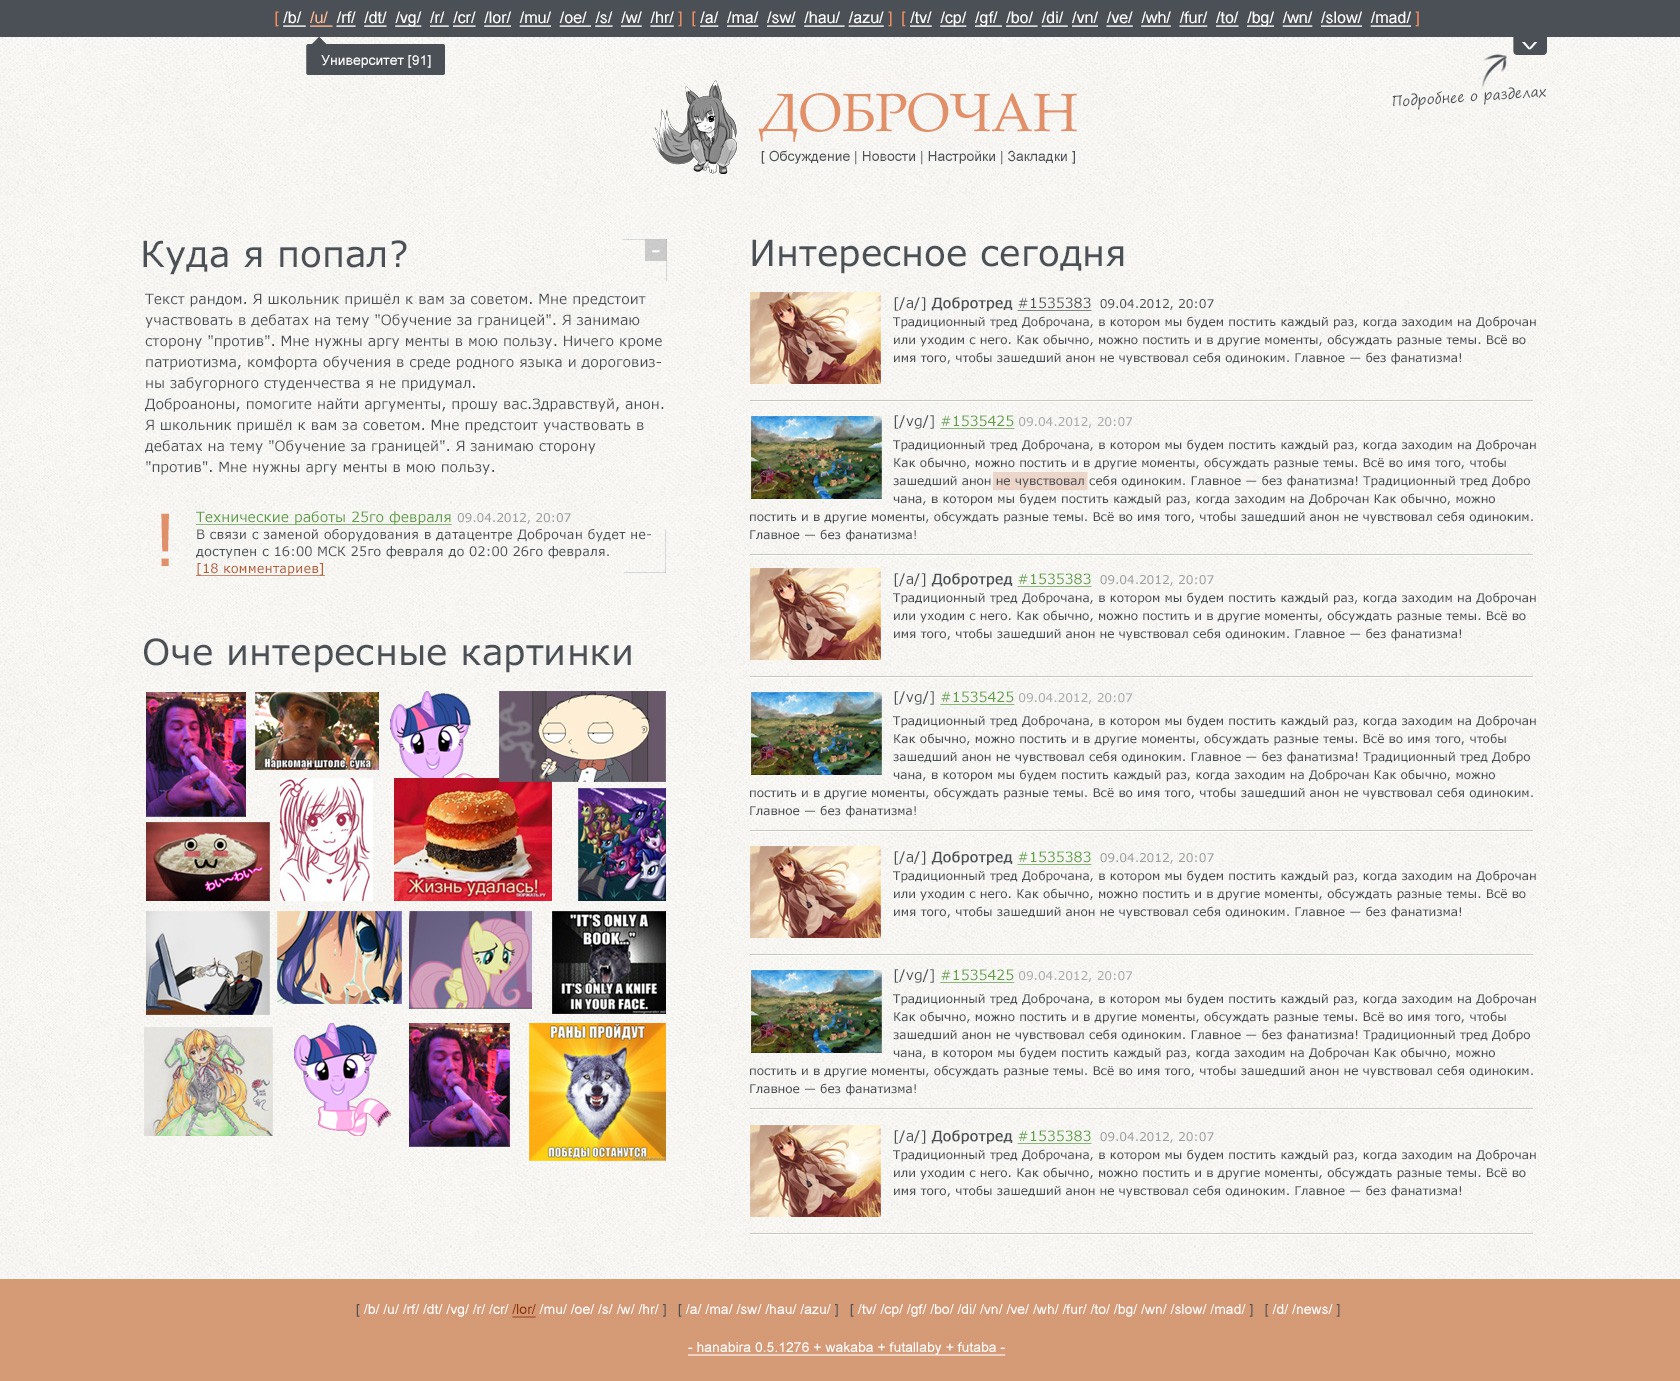 [ /b/ /u/ /rf/ /dt/ /vg/ /r/ /cr/ /lor/ /mu/ /oe/ /s/ /w/ /hr/ ] [ /a/ /ma/ /sw/ /hau/ /azu/ ] [ /tv/ /cp/ /gf/ /bo/ /di/ /vn/ /ve/ /wh/ /fur/ /to/ /bg/ /wn/ /slow/ /mad/ ]
Университет [91]
Подробнее о разделах
ДОБРОЧАН
[ Обсуждение | Новости | Настройки | Закладки ]
Куда я попал?
-
Текст рандом. Я школьник пришёл к вам за советом. Мне предстоит
участвовать в дебатах на тему "Обучение за границей". Я занимаю
сторону "против". Мне нужны аргу менты в мою пользу. Ничего кроме
патриотизма, комфорта обучения в среде родного языка и дороговиз-
ны забугорного студенчества я не придумал.
Доброаноны, помогите найти аргументы, прошу вас.Здравствуй, анон.
Я школьник пришёл к вам за советом. Мне предстоит участвовать в
дебатах на тему "Обучение за границей". Я занимаю сторону
"против". Мне нужны аргу менты в мою пользу.
!
Технические работы 25го февраля 09.04.2012, 20:07
В связи с заменой оборудования в датацентре Доброчан будет не-
доступен с 16:00 МСК 25го февраля до 02:00 26го февраля.
[18 комментариев]
Оче интересные картинки
Наркоман штоле, сука
わい〜わい〜
Жизнь удалась!
"IT'S ONLY A
BOOK..."
IT'S ONLY A KNIFE
IN YOUR FACE.
РАНЫ ПРОЙДУТ
ПОБЕДЫ ОСТАНУТСЯ
Интересное сегодня
[/a/] Добротред #1535383 09.04.2012, 20:07
Традиционный тред Доброчана, в котором мы будем постить каждый раз, когда заходим на Доброчан
или уходим с него. Как обычно, можно постить и в другие моменты, обсуждать разные темы. Всё во
имя того, чтобы зашедший анон не чувствовал себя одиноким. Главное — без фанатизма!
[/vg/] #1535425 09.04.2012, 20:07
Традиционный тред Доброчана, в котором мы будем постить каждый раз, когда заходим на Доброчан
Как обычно, можно постить и в другие моменты, обсуждать разные темы. Всё во имя того, чтобы
зашедший анон не чувствовал себя одиноким. Главное — без фанатизма! Традиционный тред Добро
чана, в котором мы будем постить каждый раз, когда заходим на Доброчан Как обычно, можно
постить и в другие моменты, обсуждать разные темы. Всё во имя того, чтобы зашедший анон не чувствовал себя одиноким.
Главное — без фанатизма!
[/a/] Добротред #1535383 09.04.2012, 20:07
Традиционный тред Доброчана, в котором мы будем постить каждый раз, когда заходим на Доброчан
или уходим с него. Как обычно, можно постить и в другие моменты, обсуждать разные темы. Всё во
имя того, чтобы зашедший анон не чувствовал себя одиноким. Главное — без фанатизма!
[/vg/] #1535425 09.04.2012, 20:07
Традиционный тред Доброчана, в котором мы будем постить каждый раз, когда заходим на Доброчан
Как обычно, можно постить и в другие моменты, обсуждать разные темы. Всё во имя того, чтобы
зашедший анон не чувствовал себя одиноким. Главное — без фанатизма! Традиционный тред Добро
чана, в котором мы будем постить каждый раз, когда заходим на Доброчан Как обычно, можно
постить и в другие моменты, обсуждать разные темы. Всё во имя того, чтобы зашедший анон не чувствовал себя одиноким.
Главное — без фанатизма!
[/a/] Добротред #1535383 09.04.2012, 20:07
Традиционный тред Доброчана, в котором мы будем постить каждый раз, когда заходим на Доброчан
или уходим с него. Как обычно, можно постить и в другие моменты, обсуждать разные темы. Всё во
имя того, чтобы зашедший анон не чувствовал себя одиноким. Главное — без фанатизма!
[/vg/] #1535425 09.04.2012, 20:07
Традиционный тред Доброчана, в котором мы будем постить каждый раз, когда заходим на Доброчан
Как обычно, можно постить и в другие моменты, обсуждать разные темы. Всё во имя того, чтобы
зашедший анон не чувствовал себя одиноким. Главное — без фанатизма! Традиционный тред Добро
чана, в котором мы будем постить каждый раз, когда заходим на Доброчан Как обычно, можно
постить и в другие моменты, обсуждать разные темы. Всё во имя того, чтобы зашедший анон не чувствовал себя одиноким.
Главное — без фанатизма!
[/a/] Добротред #1535383 09.04.2012, 20:07
Традиционный тред Доброчана, в котором мы будем постить каждый раз, когда заходим на Доброчан
или уходим с него. Как обычно, можно постить и в другие моменты, обсуждать разные темы. Всё во
имя того, чтобы зашедший анон не чувствовал себя одиноким. Главное — без фанатизма!
[ /b/ /u/ /rf/ /dt/ /vg/ /r/ /cr/ /lor/ /mu/ /oe/ /s/ /w/ /hr/ ] [ /a/ /ma/ /sw/ /hau/ /azu/ ] [ /tv/ /cp/ /gf/ /bo/ /di/ /vn/ /ve/ /wh/ /fur/ /to/ /bg/ /wn/ /slow/ /mad/ ] [ /d/ /news/ ]
- hanabira 0.5.1276 + wakaba + futallaby + futaba -